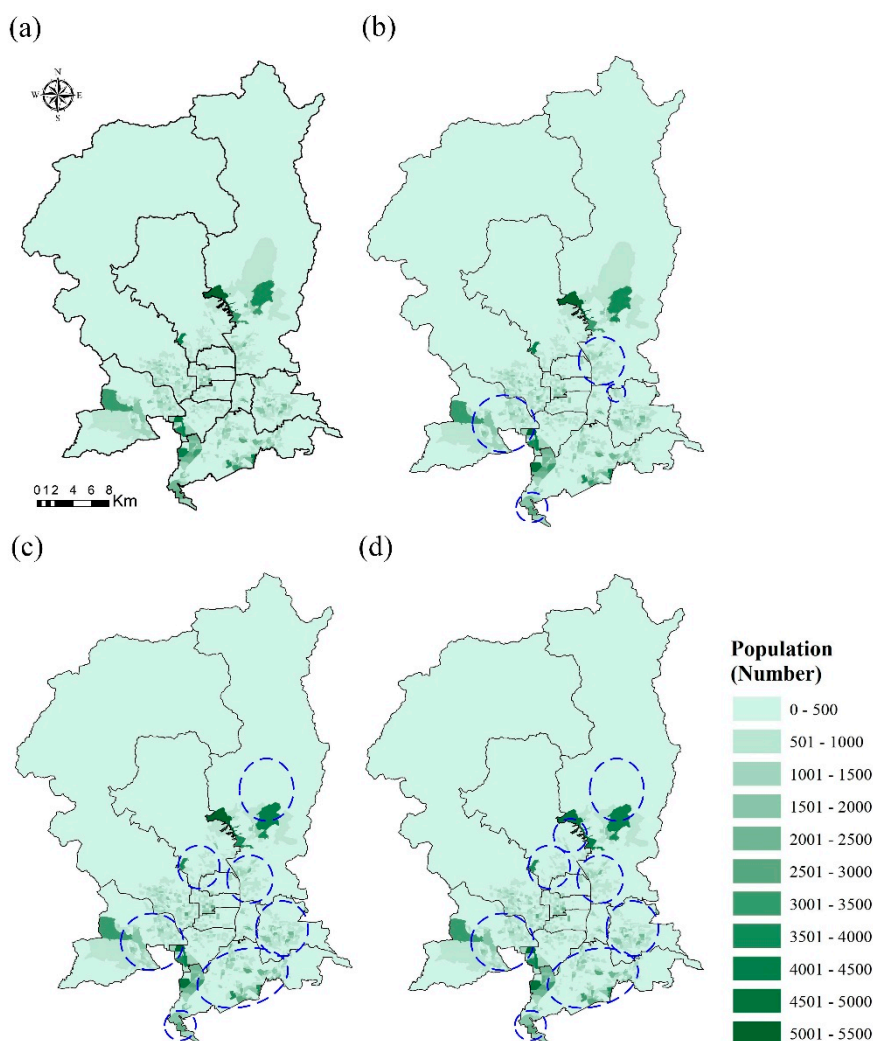 (a)
(b)
N
W E
S
0 1 2 4 6 8
Km
(c)
(d)
Population
(Number)
0 - 500
501 - 1000
1001 - 1500
1501 - 2000
2001 - 2500
2501 - 3000
3001 - 3500
3501 - 4000
4001 - 4500
4501 - 5000
5001 - 5500